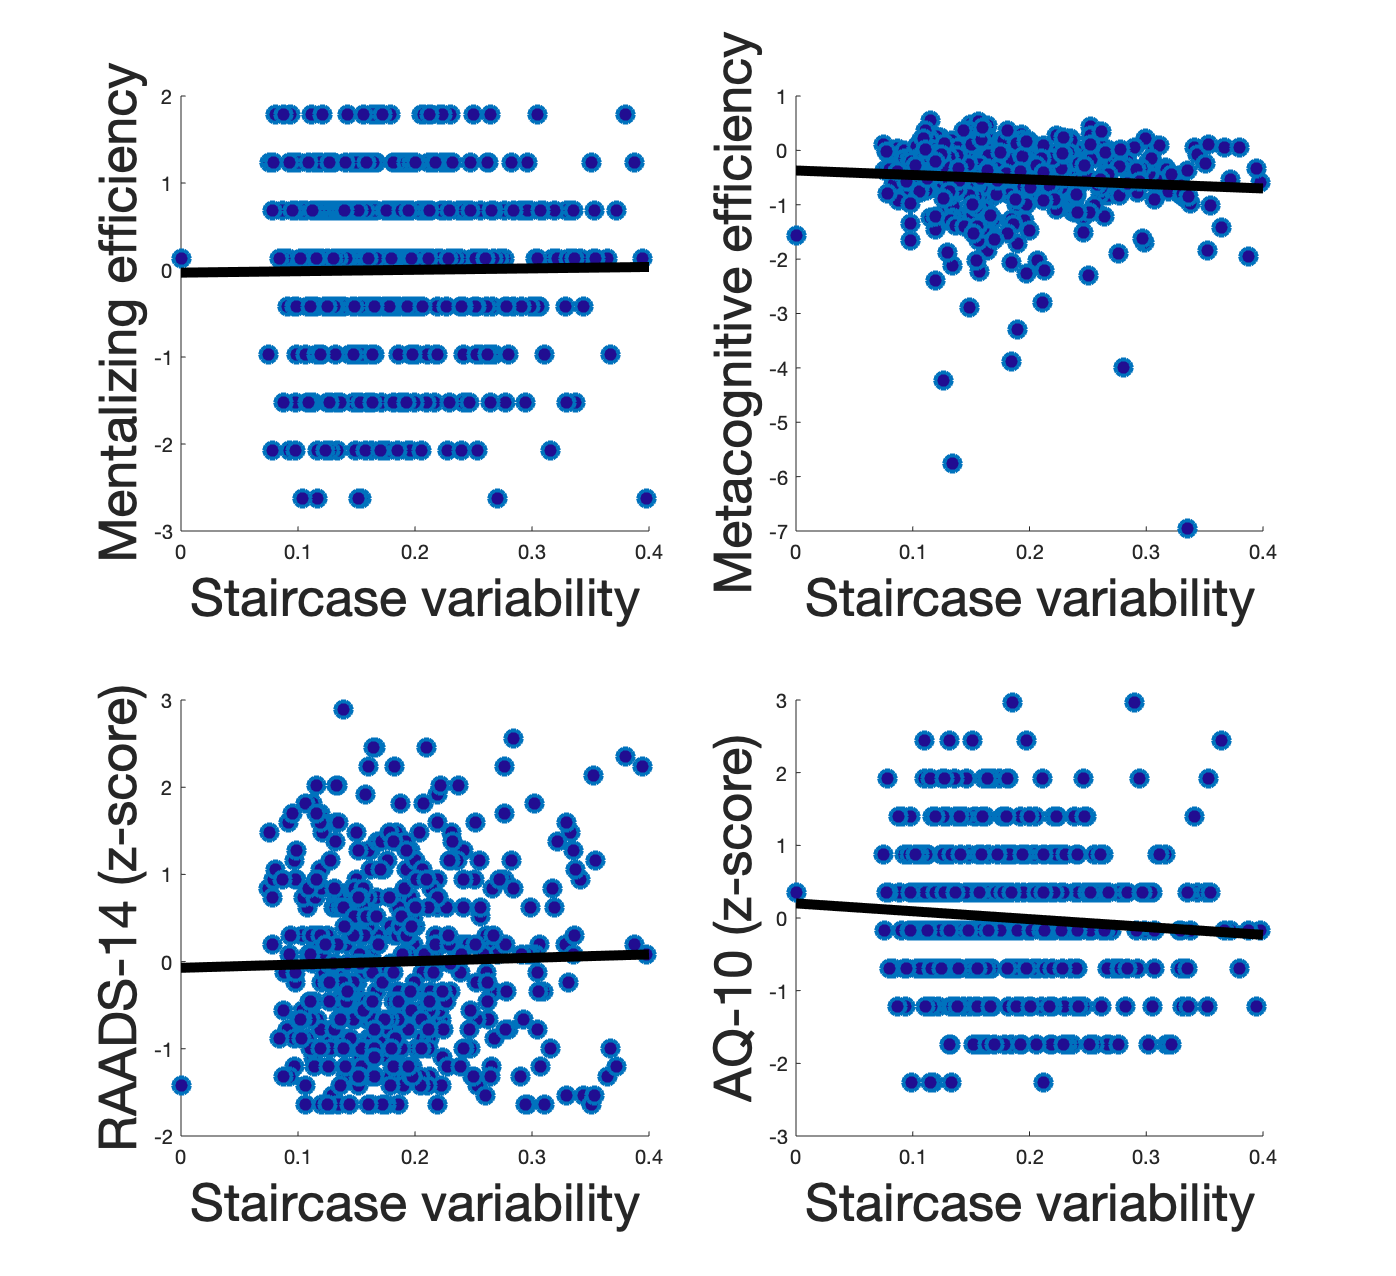 Mentalizing efficiency
2
1
0
-1
-2
-3
0 0.1 0.2 0.3 0.4
Staircase variability
Metacognitive efficiency
1
0
-1
-2
-3
-4
-5
-6
-7
0 0.1 0.2 0.3 0.4
Staircase variability
RAADS-14 (z-score)
3
2
1
0
-1
-2
0 0.1 0.2 0.3 0.4
Staircase variability
AQ-10 (z-score)
3
2
1
0
-1
-2
-3
0 0.1 0.2 0.3 0.4
Staircase variability